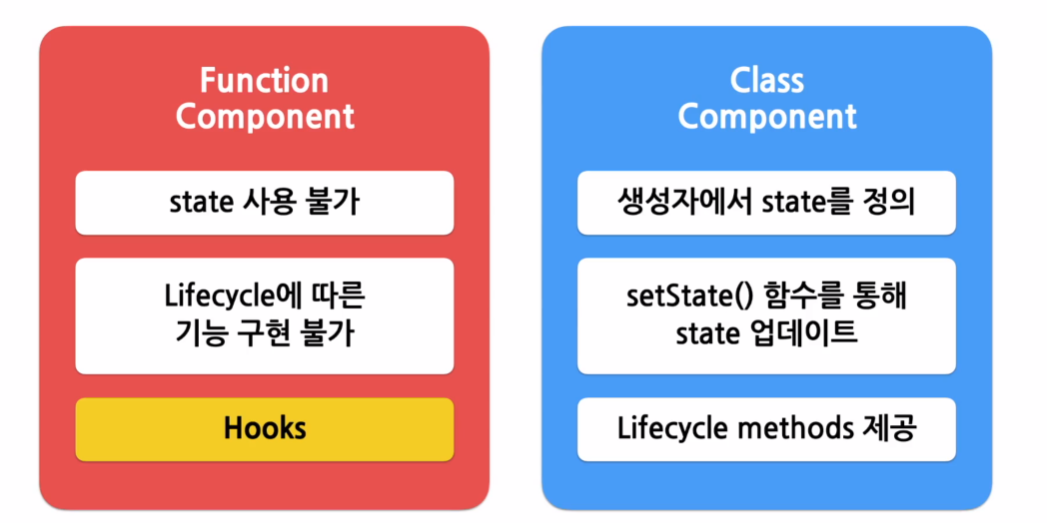 Function
Component
state 사용 불가
Lifecycle에 따른
기능 구현 불가
Hooks
Class
Component
생성자에서 state를 정의
setState() 함수를 통해
state 업데이트
Lifecycle methods 제공